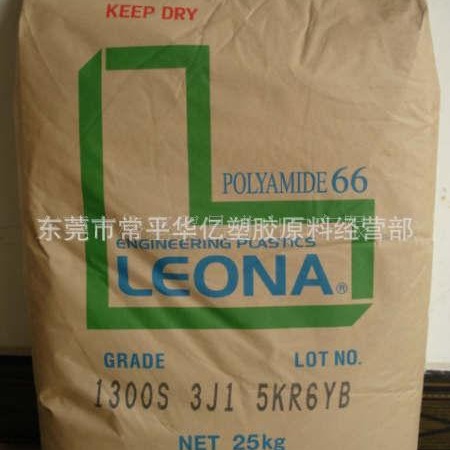 KEEP DRY
POLYAMIDE 66
东莞市常平华亿塑胶原料经营部
ENGINEERING PLASTICS
LEONA®
GRADE LOT NO.
1300S 3J1 5KR6YB
NET 25kg